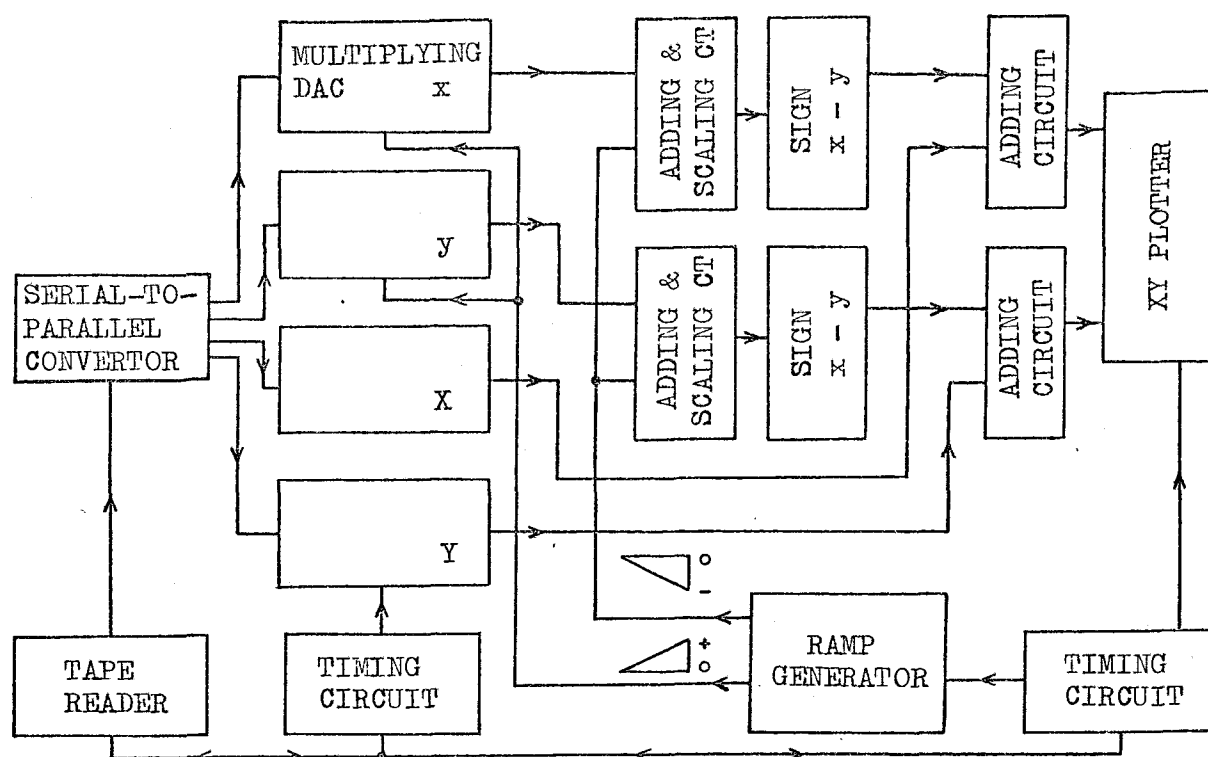 MULTIPLYING
DAC x
y
X
Y
SERIAL-TO-
PARALLEL
CONVERTOR
TAPE
READER
TIMING
CIRCUIT
ADDING &
SCALING CT
SIGN
x - y
ADDING
CIRCUIT
ADDING &
SCALING CT
SIGN
x - y
ADDING
CIRCUIT
XY PLOTTER
o
-
+
o
RAMP
GENERATOR
TIMING
CIRCUIT